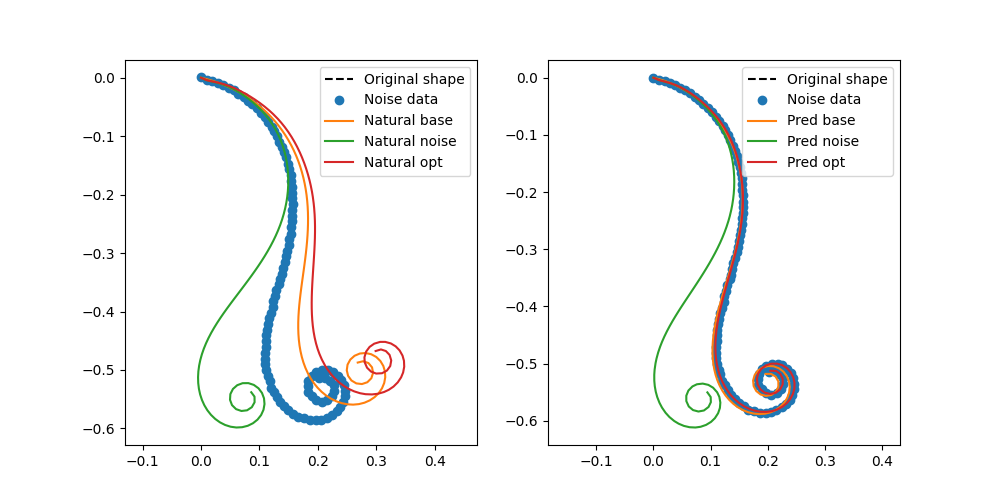 0.0
−0.1
−0.2
−0.3
−0.4
−0.5
−0.6
−0.1
0.0
0.1
0.2
0.3
0.4
Original shape
Noise data
Natural base
Natural noise
Natural opt
0.0
−0.1
−0.2
−0.3
−0.4
−0.5
−0.6
−0.1
0.0
0.1
0.2
0.3
0.4
Original shape
Noise data
Pred base
Pred noise
Pred opt